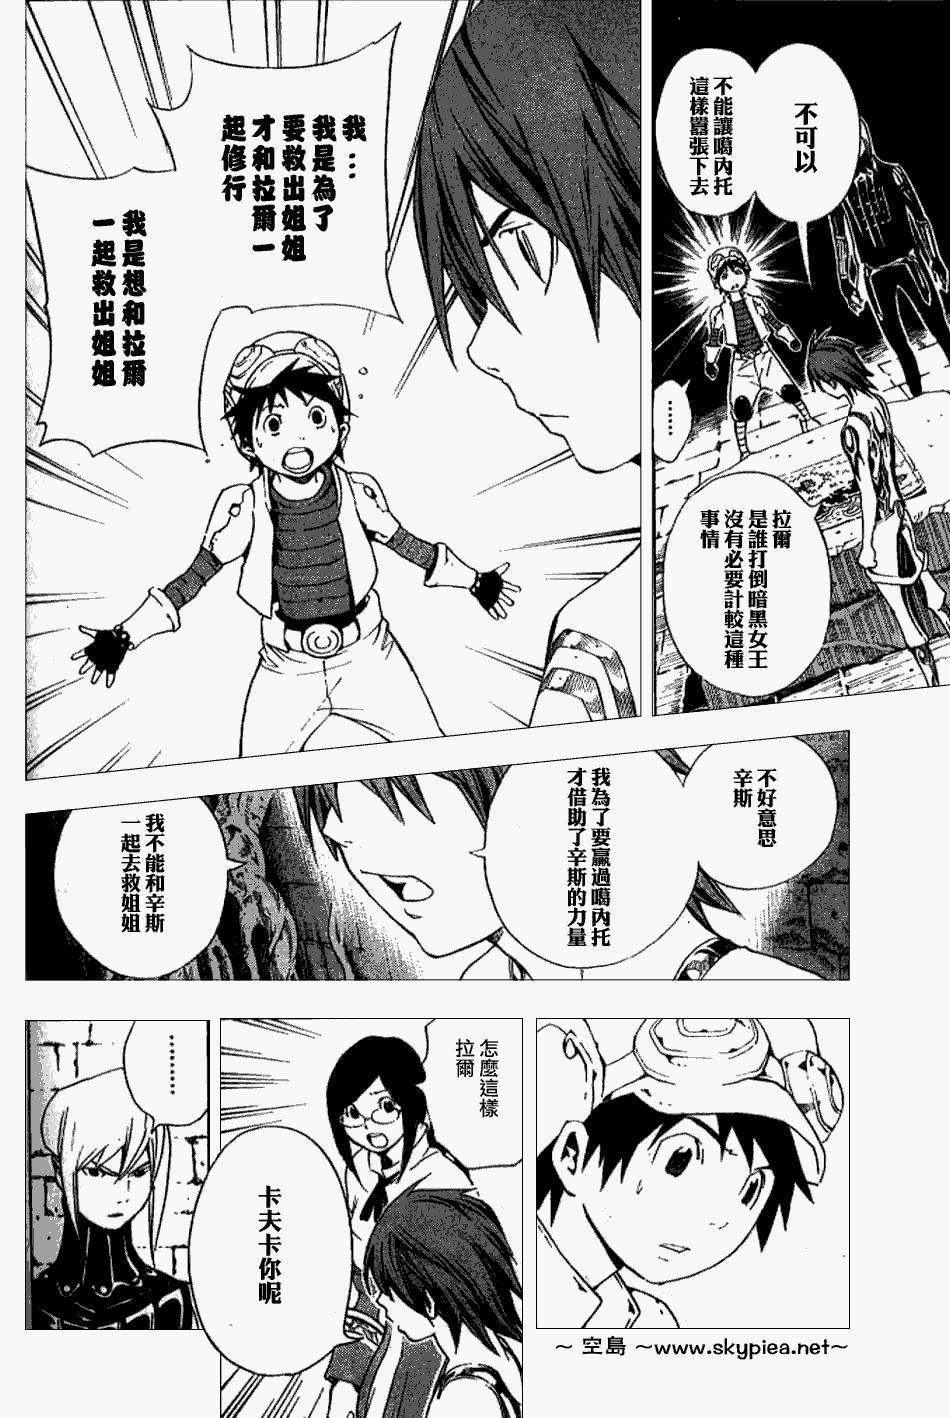 不可以
不能讓噶內托
這樣囂張下去
……
拉爾
是誰打倒暗黑女王
沒有必要計較這種
事情
我…
我是為了
要救出姐姐
才和拉爾一
起修行
我是想和拉爾
一起救出姐姐
不好意思
辛斯
我為了要贏過噶內托
才借助了辛斯的力量
我不能和辛斯
一起去救姐姐
怎麼這樣
拉爾
卡夫卡你呢
……
~ 空島 ~www.skypiea.net~